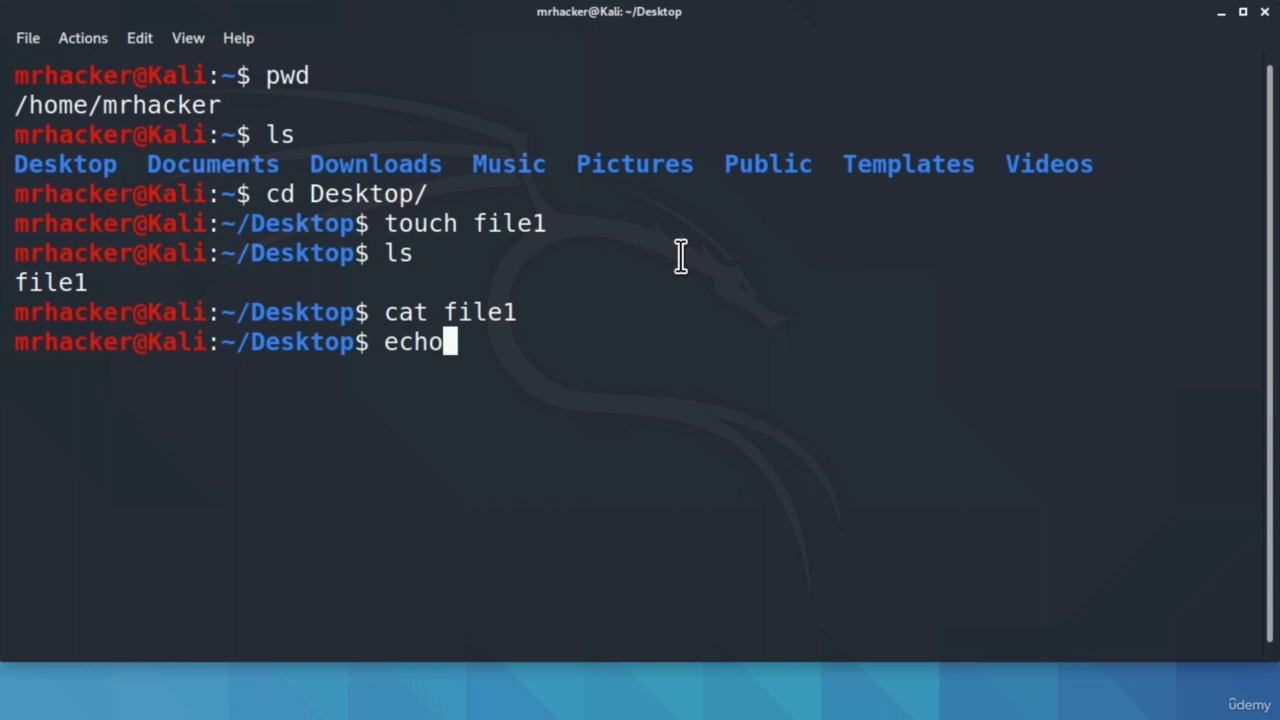 mrhacker@Kali: ~/Desktop
File Actions Edit View Help
mrhacker@Kali:~$ pwd
/home/mrhacker
mrhacker@Kali:~$ ls
Desktop Documents Downloads Music Pictures Public Templates Videos
mrhacker@Kali:~$ cd Desktop/
mrhacker@Kali:~/Desktop$ touch file1
mrhacker@Kali:~/Desktop$ ls
file1
mrhacker@Kali:~/Desktop$ cat file1
mrhacker@Kali:~/Desktop$ echo
ûdemy